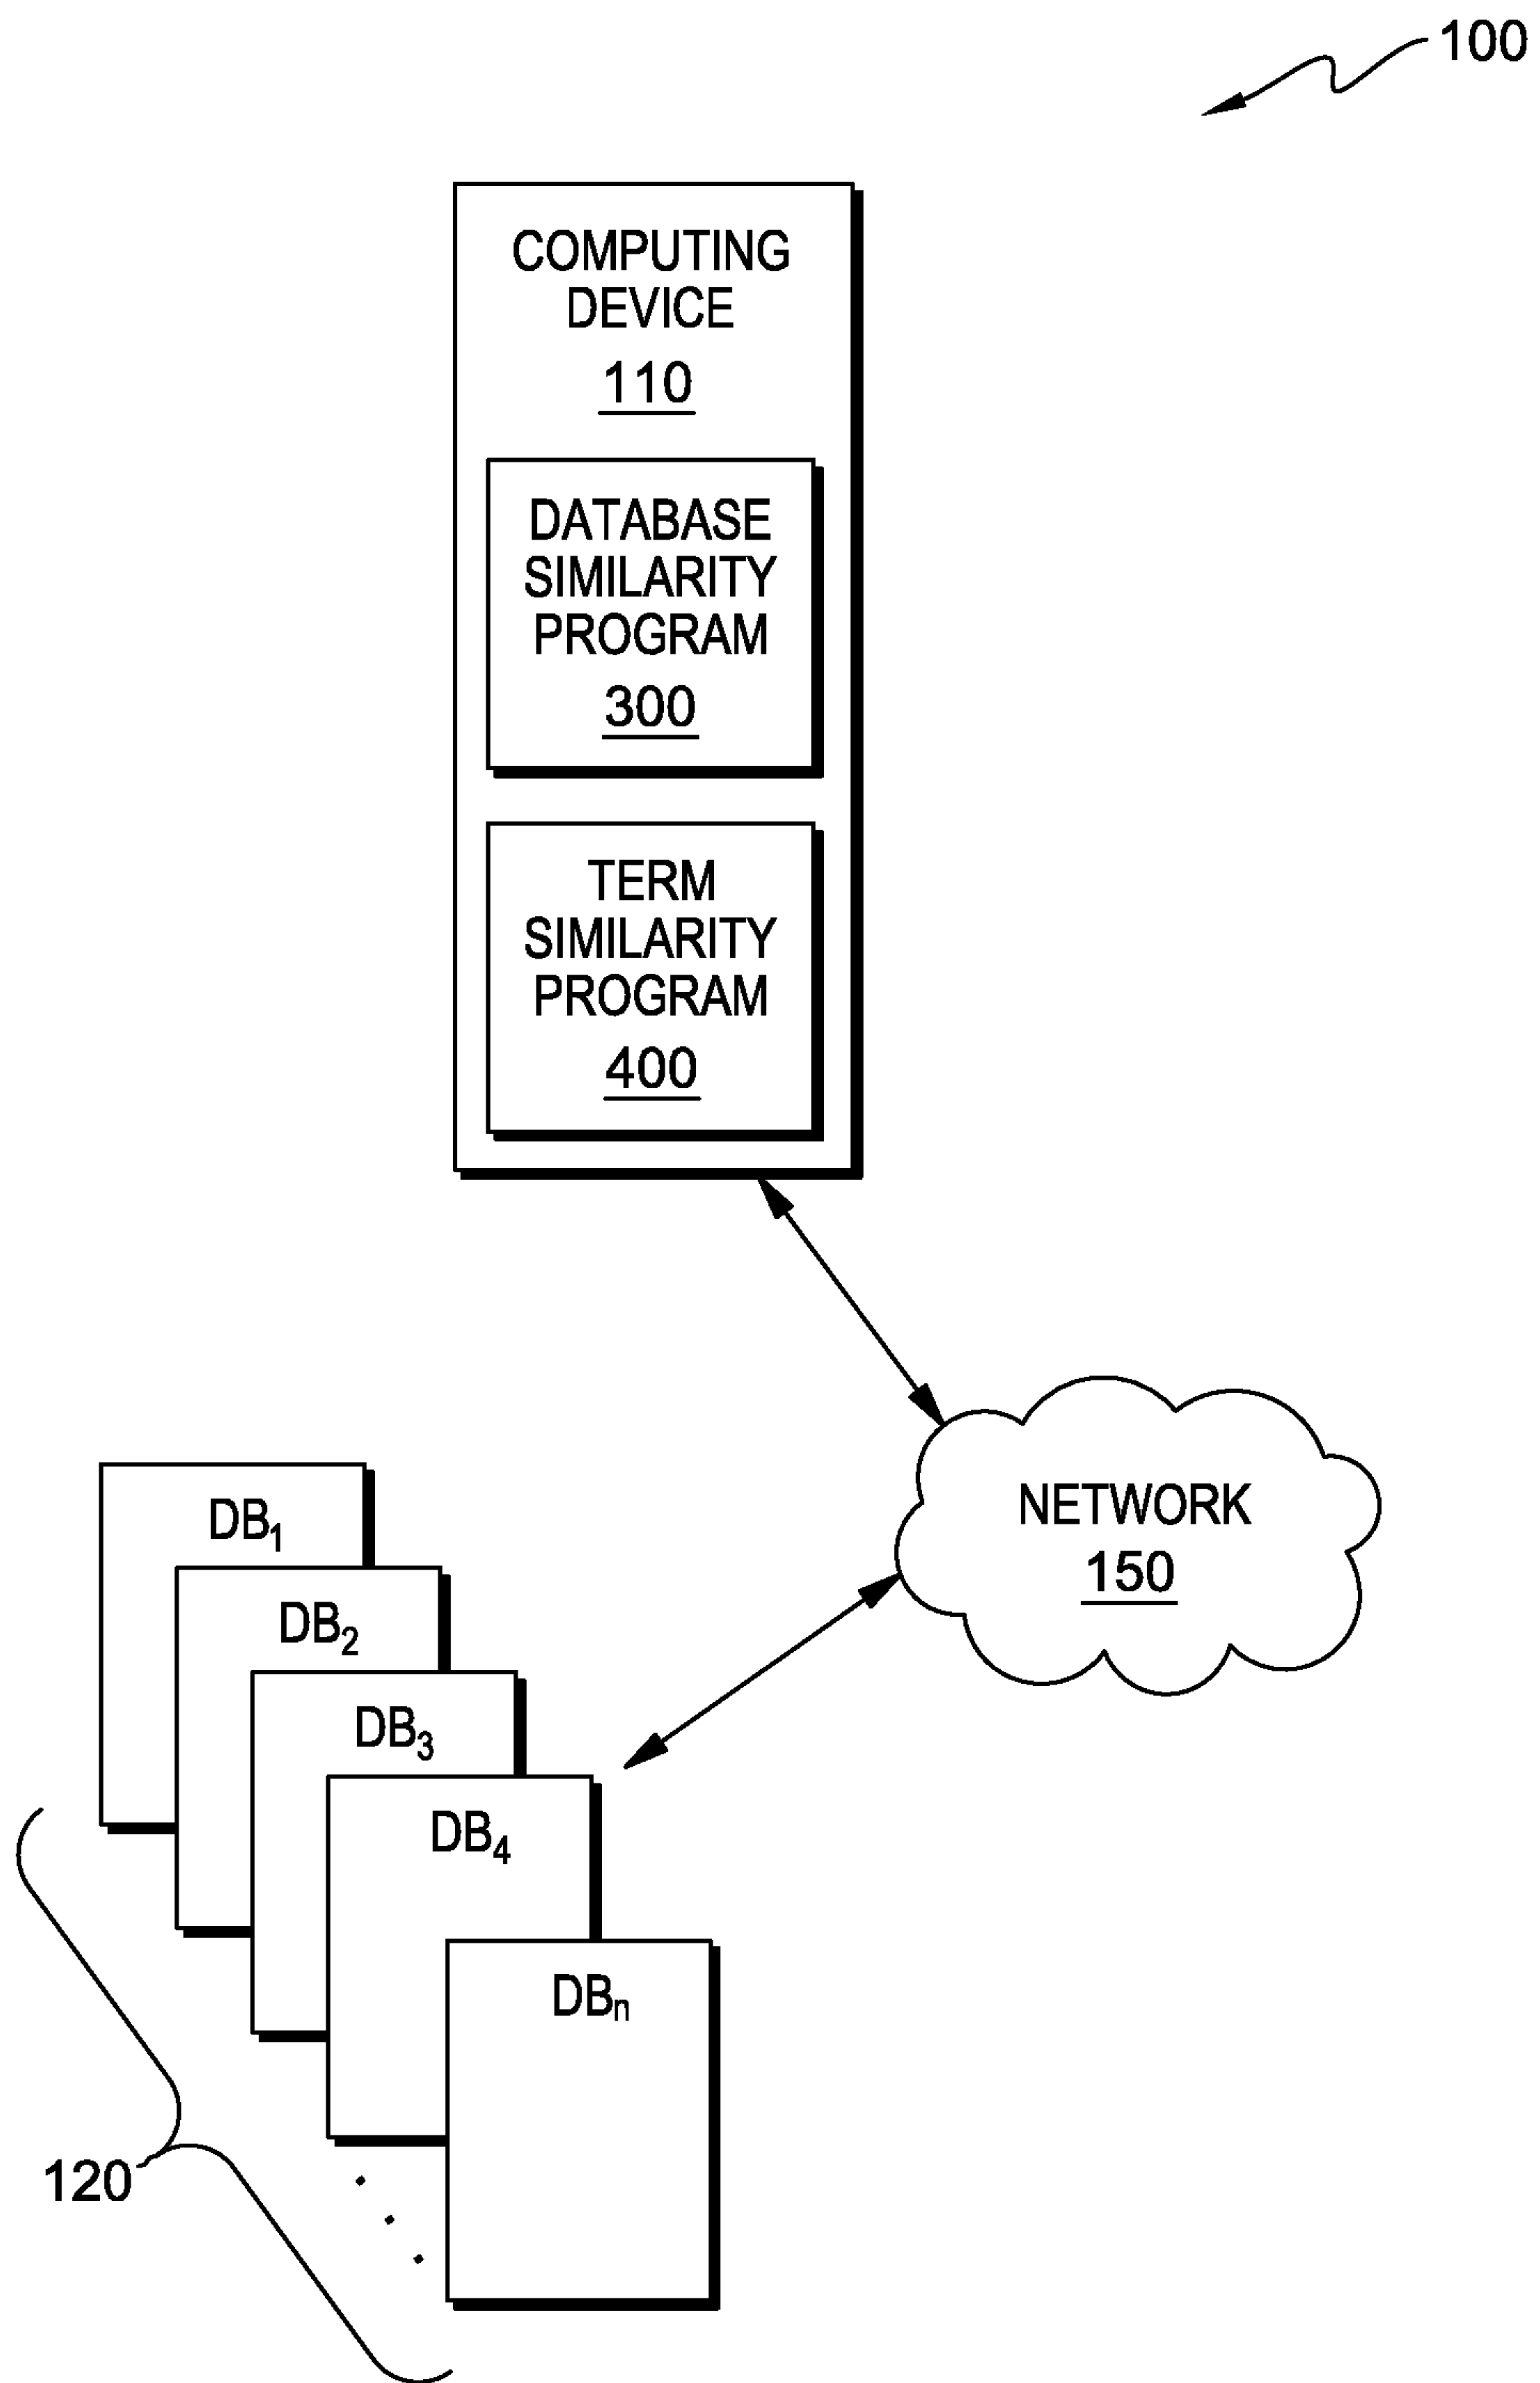 100
COMPUTING
DEVICE
110
DATABASE
SIMILARITY
PROGRAM
300
TERM
SIMILARITY
PROGRAM
400
NETWORK
150
DB1
DB2
DB3
DB4
DBn
120